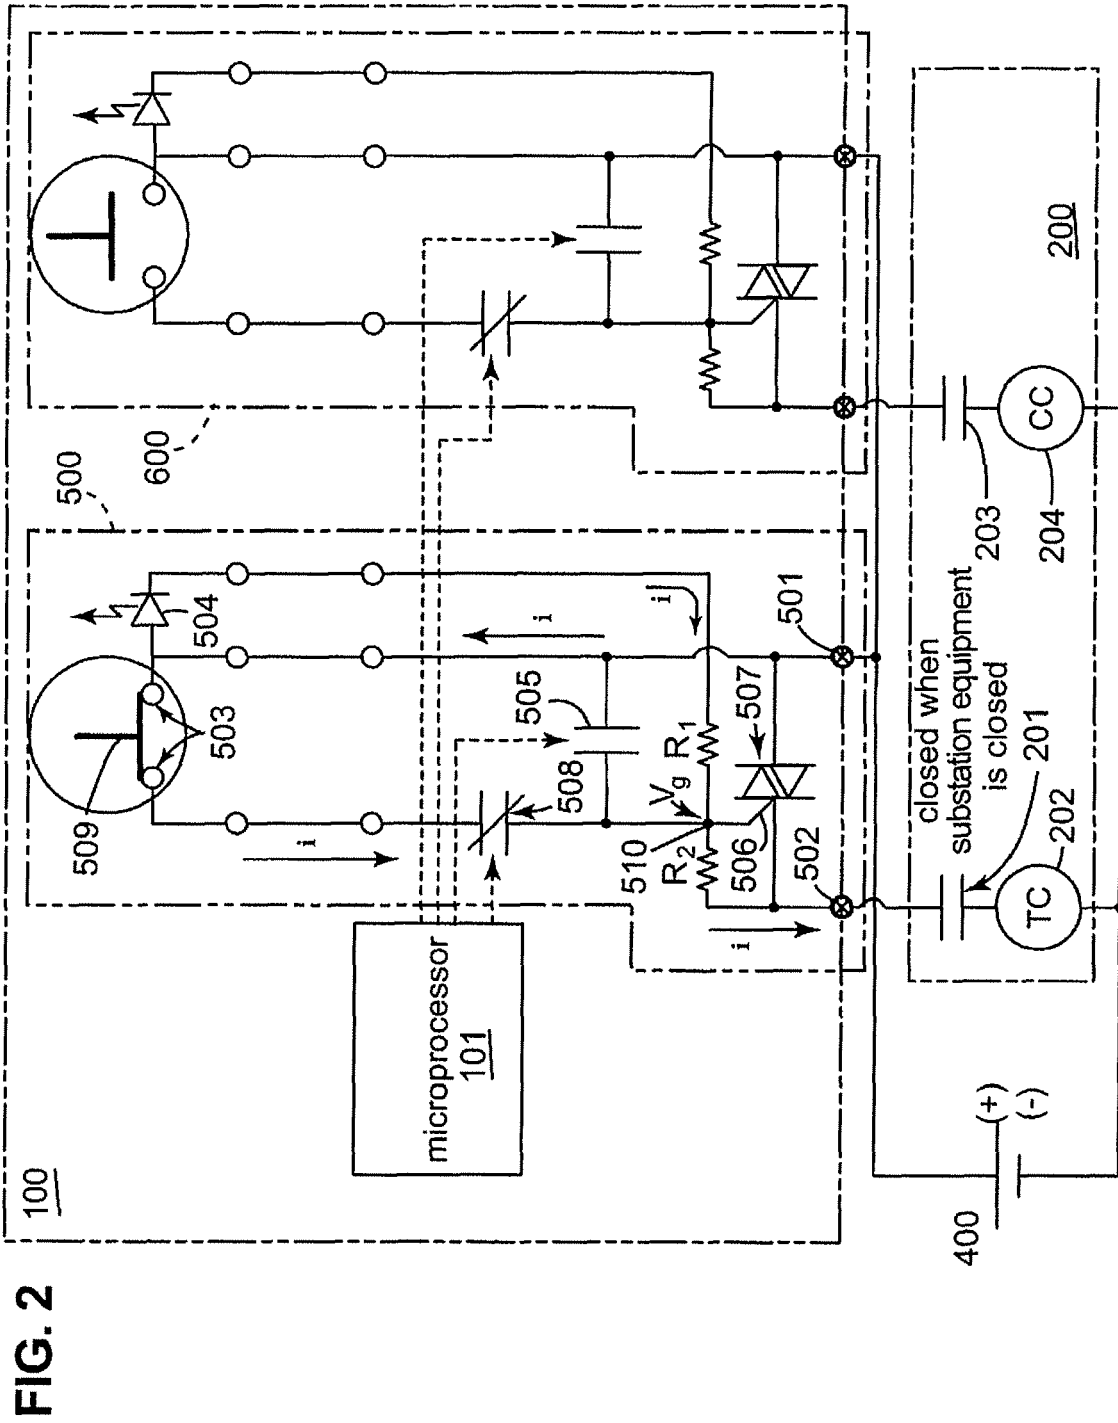 FIG. 2
100
microprocessor
101
500
600
509
503
504
505
508
i
i
i
i
R1
R2
Vg
510
506
507
501
502
closed when
substation equipment
is closed
201
TC
202
203
CC
204
200
400
(+)
(-)